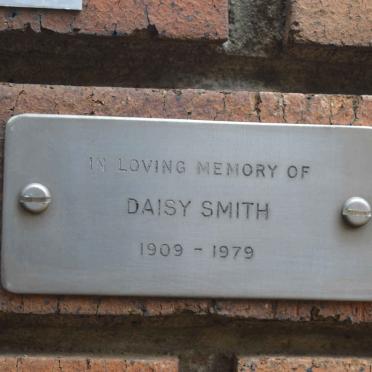 IN LOVING MEMORY OF
DAISY SMITH
1909 - 1979